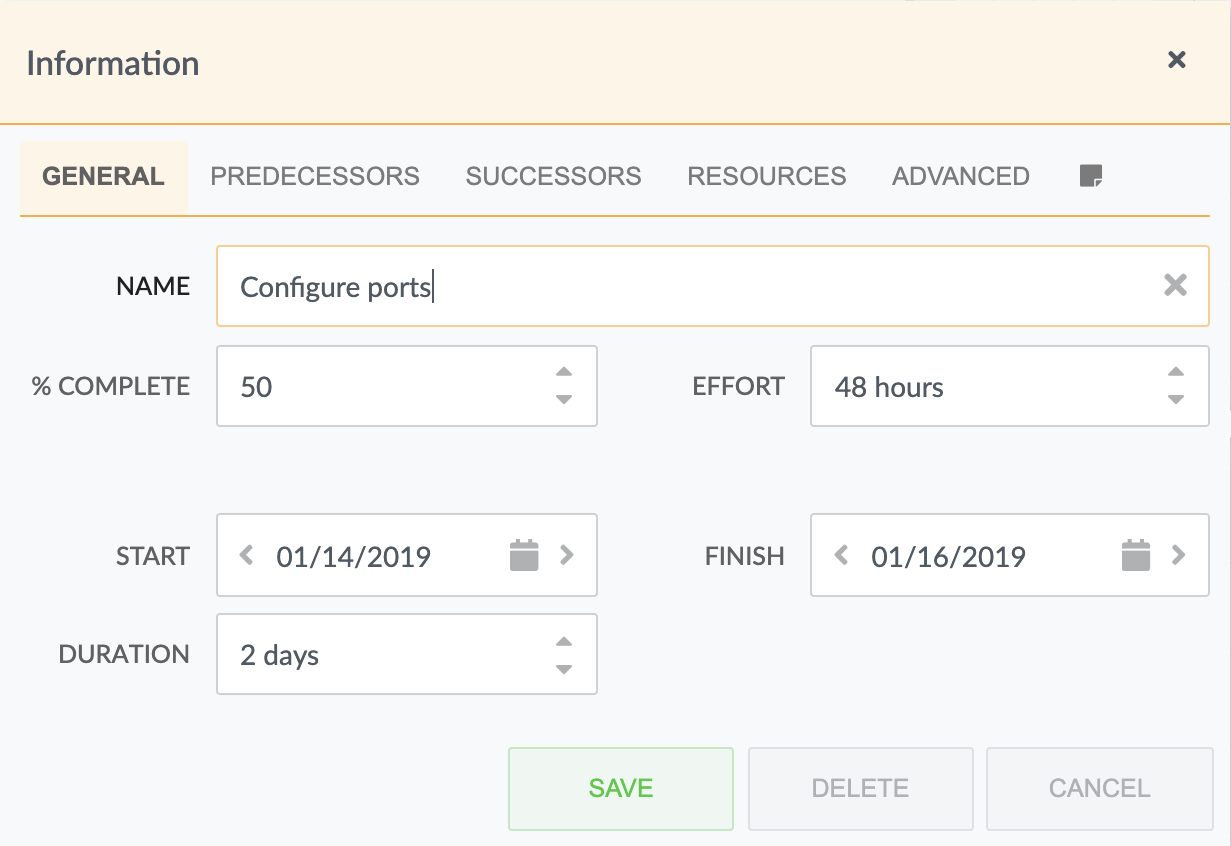 Information
GENERAL PREDECESSORS SUCCESSORS RESOURCES ADVANCED
NAME Configure ports
% COMPLETE 50 EFFORT 48 hours
START 01/14/2019 FINISH 01/16/2019
DURATION 2 days
SAVE DELETE CANCEL